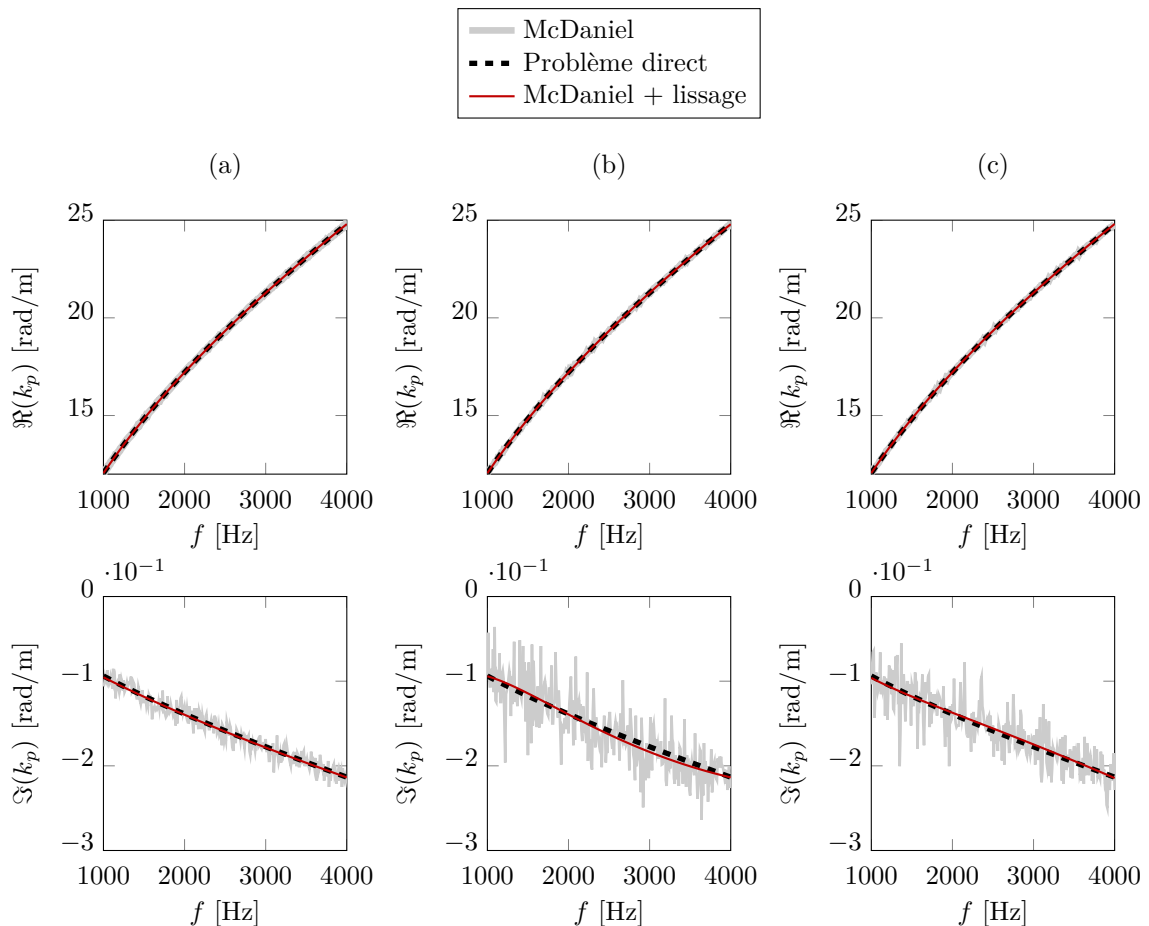 McDaniel
Problème direct
McDaniel + lissage
(a)
(b)
(c)
25
20
15
1000 2000 3000 4000
f [Hz]
ℜ(k_p) [rad/m]
25
20
15
1000 2000 3000 4000
f [Hz]
ℜ(k_p) [rad/m]
25
20
15
1000 2000 3000 4000
f [Hz]
ℜ(k_p) [rad/m]
·10⁻¹
0
−1
−2
−3
1000 2000 3000 4000
f [Hz]
ℑ(k_p) [rad/m]
·10⁻¹
0
−1
−2
−3
1000 2000 3000 4000
f [Hz]
ℑ(k_p) [rad/m]
·10⁻¹
0
−1
−2
−3
1000 2000 3000 4000
f [Hz]
ℑ(k_p) [rad/m]